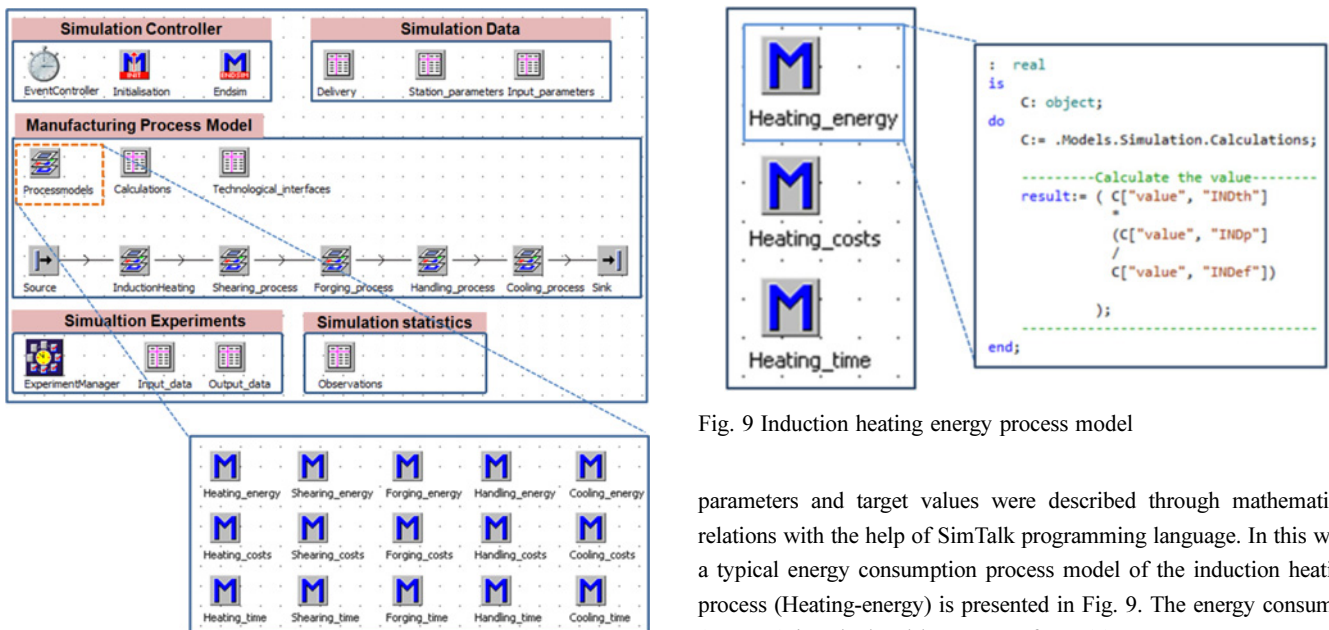 Simulation Controller
Simulation Data
EventController Initialisation Endsim
Delivery Station_parameters Input_parameters
Manufacturing Process Model
Processmodels Calculations Technological_interfaces
Source InductionHeating Shearing_process Forging_process Handling_process Cooling_process Sink
Simualtion Experiments
Simulation statistics
ExperimentManager Input_data Output_data
Observations
Heating_energy Shearing_energy Forging_energy Handling_energy Cooling_energy
Heating_costs Shearing_costs Forging_costs Handling_costs Cooling_costs
Heating_time Shearing_time Forging_time Handling_time Cooling_time
Heating_energy
Heating_costs
Heating_time
: real
is
C: object;
do
C:= .Models.Simulation.Calculations;
---------Calculate the value--------
result:= ( C["value", "INDth"]
*
(C["value", "INDp"]
/
C["value", "INDef"])
);
------------------------------------
end;
Fig. 9 Induction heating energy process model
parameters and target values were described through mathemati
relations with the help of SimTalk programming language. In this w
a typical energy consumption process model of the induction heati
process (Heating-energy) is presented in Fig. 9. The energy consum